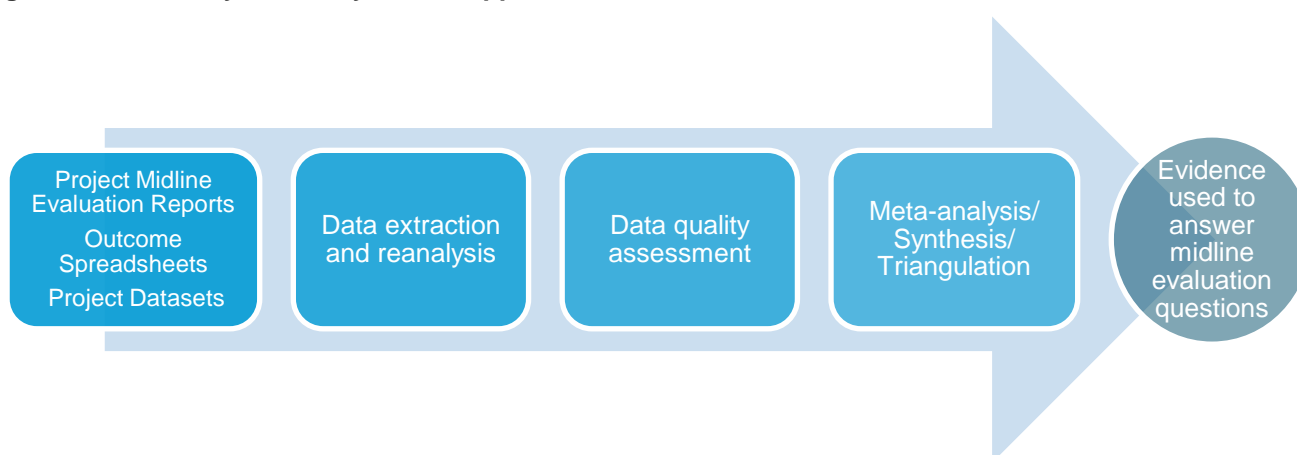 Project Midline
Evaluation Reports
Outcome
Spreadsheets
Project Datasets
Data extraction
and reanalysis
Data quality
assessment
Meta-analysis/
Synthesis/
Triangulation
Evidence
used to
answer
midline
evaluation
questions